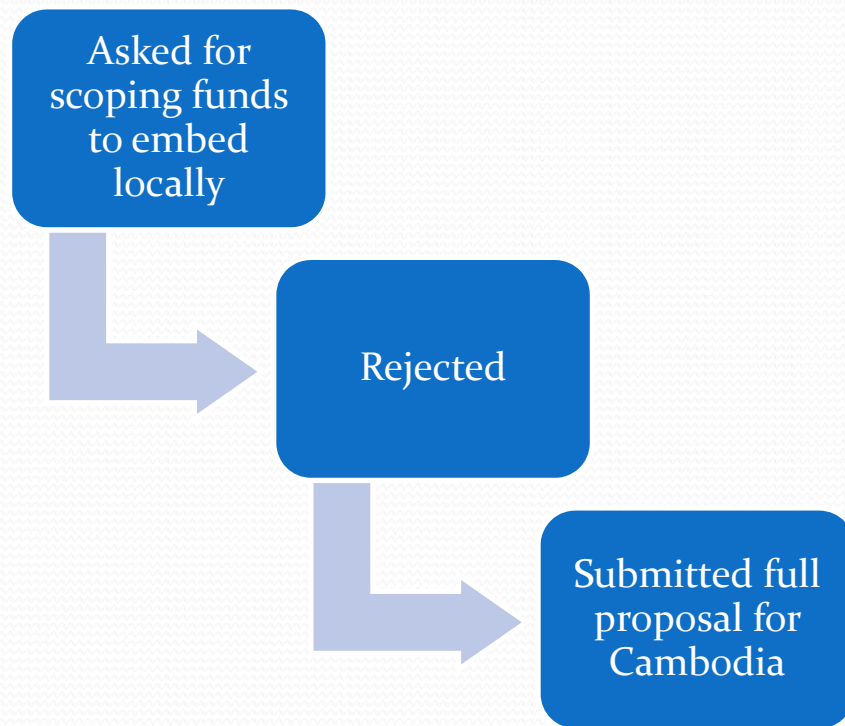 Asked for
scoping funds
to embed
locally
Rejected
Submitted full
proposal for
Cambodia